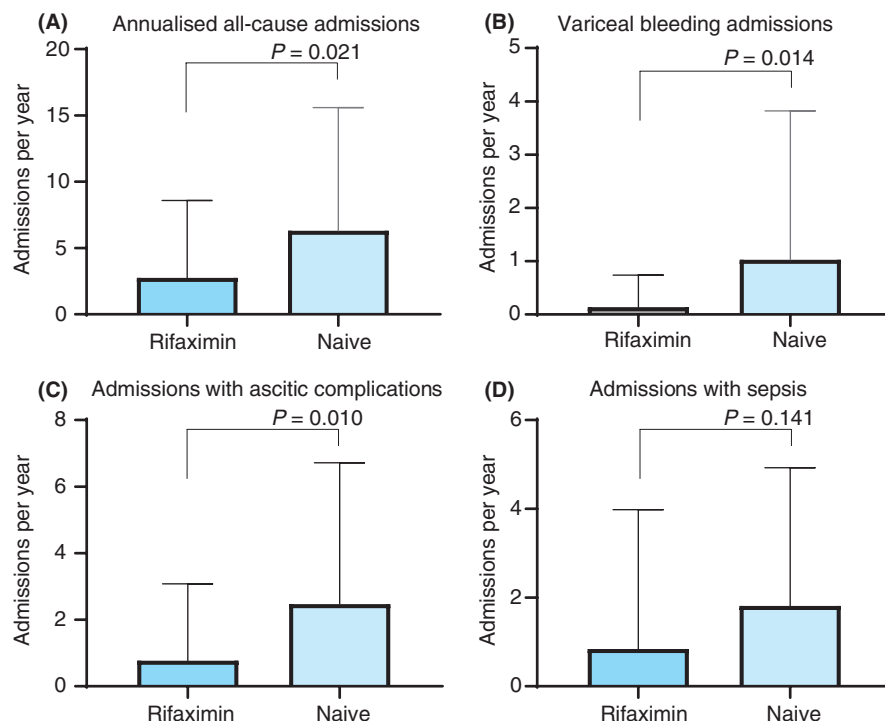 (A) Annualised all-cause admissions
P = 0.021
Admissions per year
20
15
10
5
0
Rifaximin Naive
(B) Variceal bleeding admissions
P = 0.014
Admissions per year
5
4
3
2
1
0
Rifaximin Naive
(C) Admissions with ascitic complications
P = 0.010
Admissions per year
8
6
4
2
0
Rifaximin Naive
(D) Admissions with sepsis
P = 0.141
Admissions per year
6
4
2
0
Rifaximin Naive